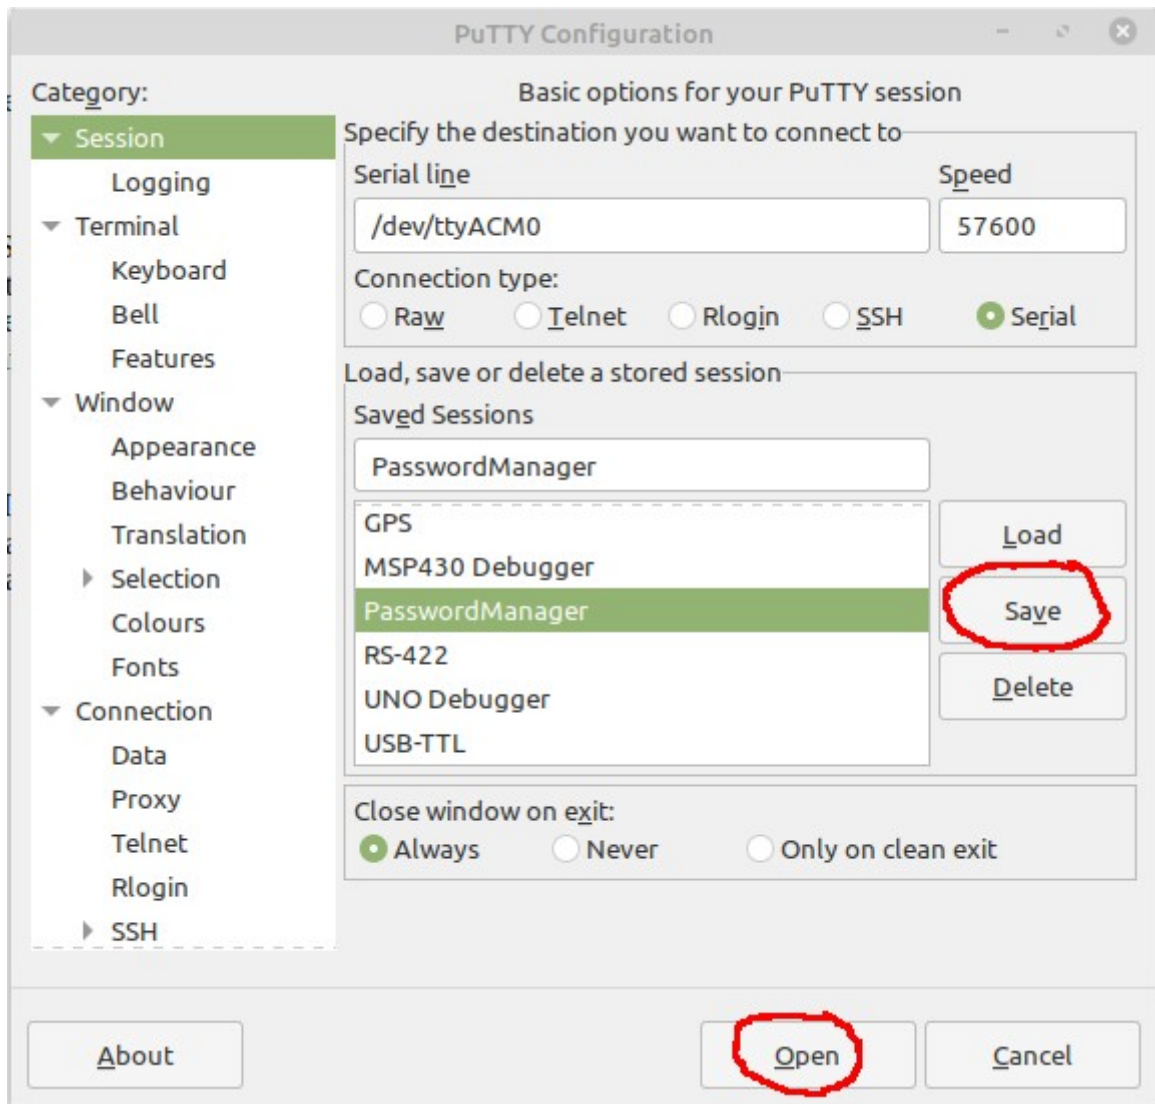 PuTTY Configuration
Category:
Session
Logging
Terminal
Keyboard
Bell
Features
Window
Appearance
Behaviour
Translation
Selection
Colours
Fonts
Connection
Data
Proxy
Telnet
Rlogin
SSH
Basic options for your PuTTY session
Specify the destination you want to connect to
Serial line Speed
/dev/ttyACM0 57600
Connection type:
Raw Telnet Rlogin SSH Serial
Load, save or delete a stored session
Saved Sessions
PasswordManager
GPS
MSP430 Debugger
PasswordManager
RS-422
UNO Debugger
USB-TTL
Load
Save
Delete
Close window on exit:
Always Never Only on clean exit
About Open Cancel